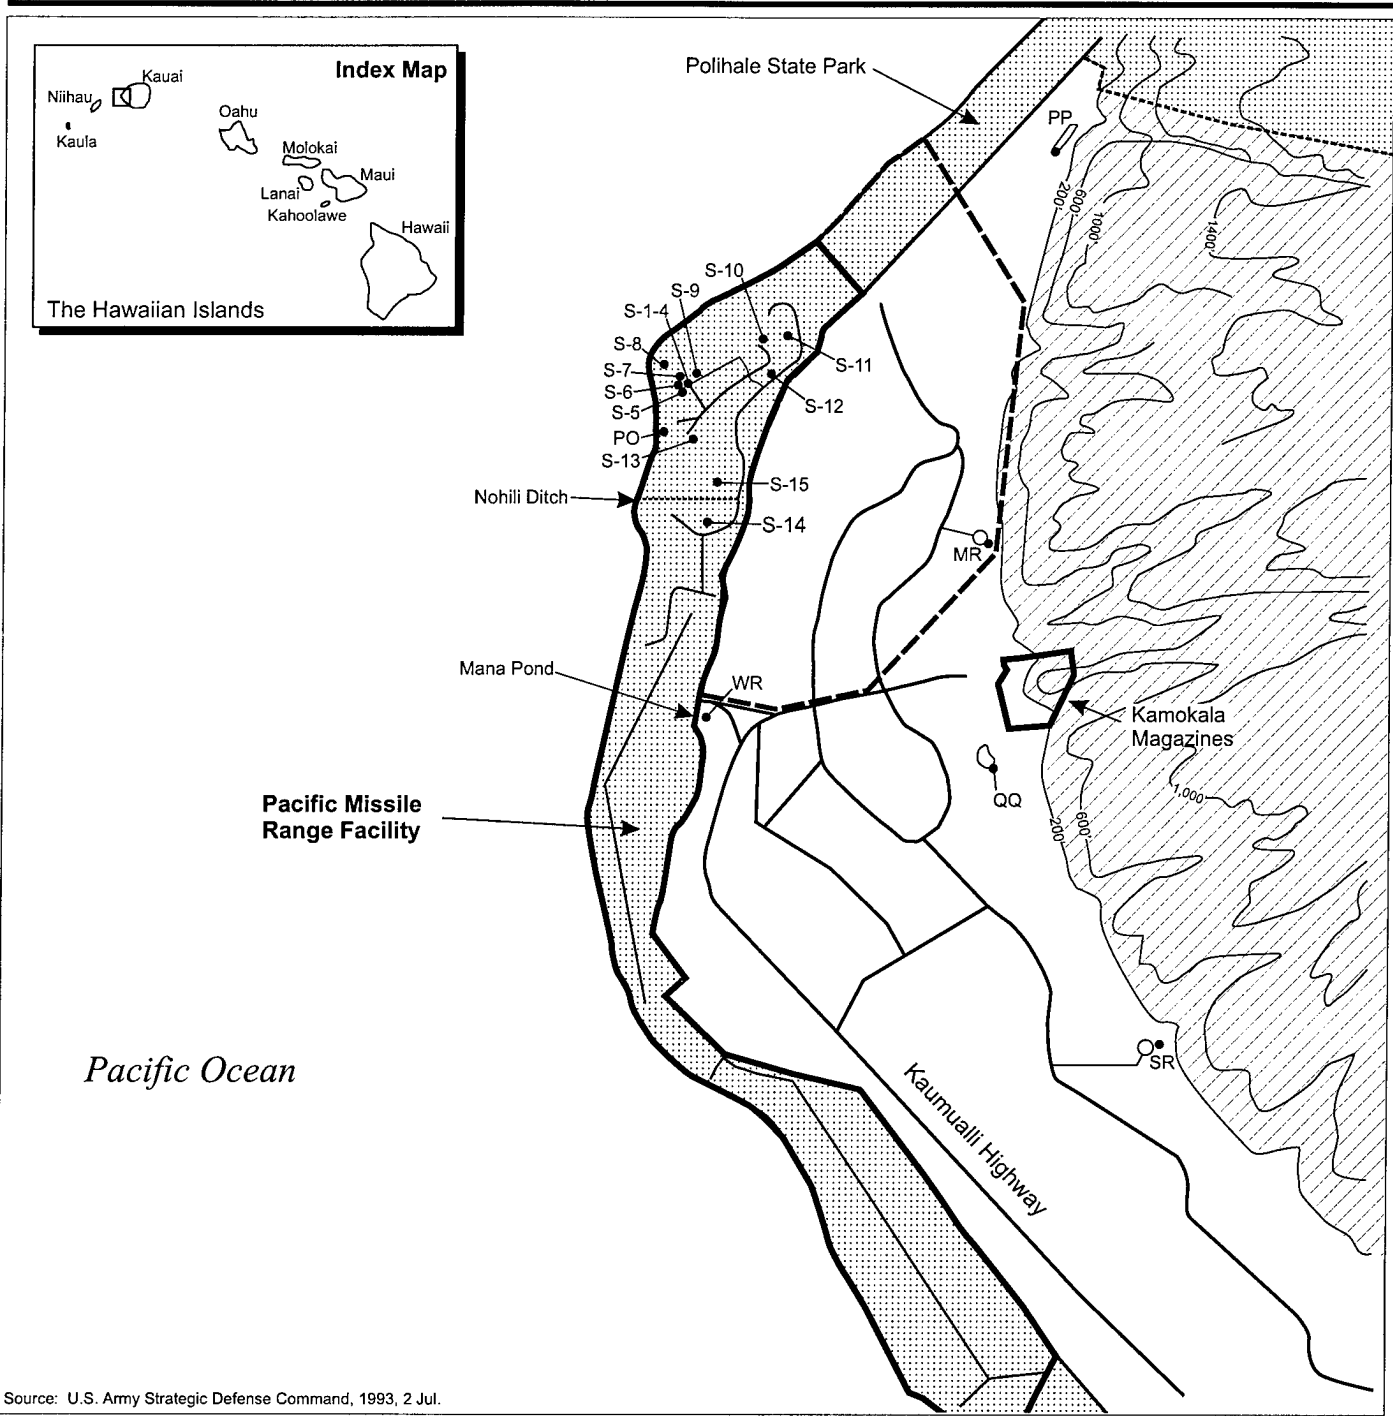 Index Map
Kauai
Niihau
Kaula
Oahu
Molokai
Lanai
Maui
Kahoolawe
Hawaii
The Hawaiian Islands
Polihale State Park
PP
200'
600'
1000'
1400'
S-10
S-9
S-1-4
S-8
S-7
S-6
S-5
PO
S-13
S-11
S-12
S-15
S-14
Nohili Ditch
MR
Mana Pond
WR
Kamokala
Magazines
QQ
1,000'
200'
600'
Pacific Missile
Range Facility
SR
Pacific Ocean
Kaumualli Highway
Source: U.S. Army Strategic Defense Command, 1993, 2 Jul.